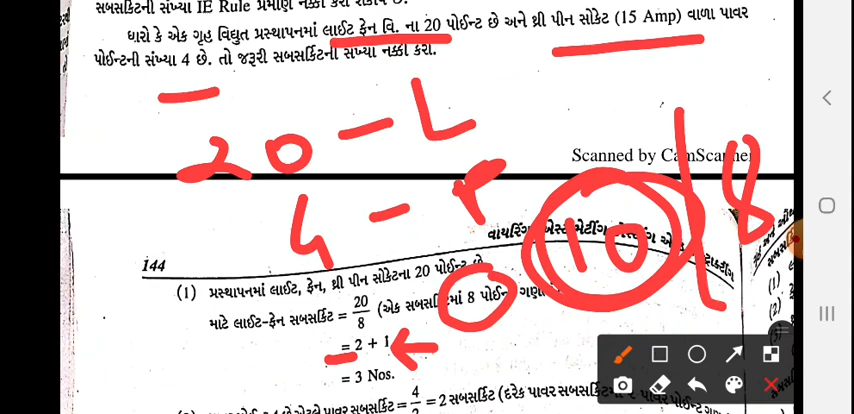 સબસર્કિટની સંખ્યા IE Rule પ્રમાણે નક્કી કરી શકાય છે.
ધારો કે એક ગૃહ વિદ્યુત પ્રસ્થાપનમાં લાઈટ ફેન વિ. ના 20 પોઈન્ટ છે અને થ્રી પીન સોકેટ (15 Amp) વાળા પાવર
પોઈન્ટની સંખ્યા 4 છે. તો જરૂરી સબસર્કિટની સંખ્યા નક્કી કરો.
20 - L
Scanned by CamScanner
8
4 - P
10
વાયરિંગ એસ્ટીમેટીંગ
144
(1) પ્રસ્થાપનમાં લાઈટ, ફેન, થ્રી પીન સોકેટના 20 પોઈન્ટ છે
માટે લાઈટ-ફેન સબસર્કિટ = 20/8 (એક સબસર્કિટમાં 8 પોઈન્ટ
= 2 + 1
= 3 Nos.
પાવર સબસર્કિટ = 4/2 = 2 સબસર્કિટ (દરેક પાવર સબસર્કિટ
(1)
(2)